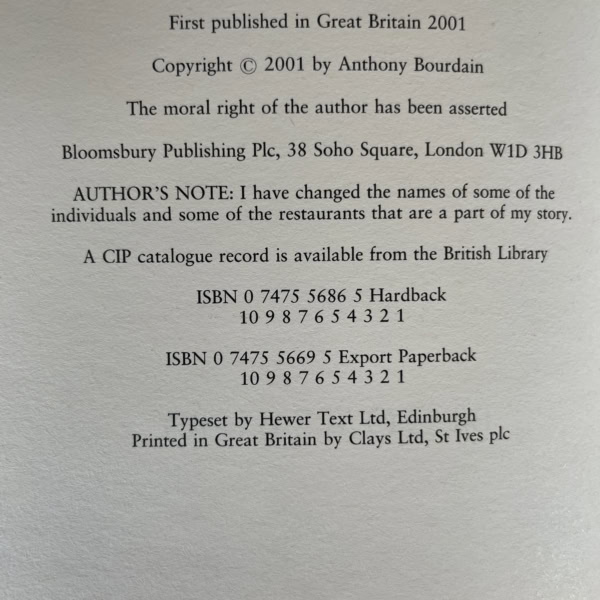 First published in Great Britain 2001
Copyright © 2001 by Anthony Bourdain
The moral right of the author has been asserted
Bloomsbury Publishing Plc, 38 Soho Square, London W1D 3HB
AUTHOR'S NOTE: I have changed the names of some of the
individuals and some of the restaurants that are a part of my story.
A CIP catalogue record is available from the British Library
ISBN 0 7475 5686 5 Hardback
10 9 8 7 6 5 4 3 2 1
ISBN 0 7475 5669 5 Export Paperback
10 9 8 7 6 5 4 3 2 1
Typeset by Hewer Text Ltd, Edinburgh
Printed in Great Britain by Clays Ltd, St Ives plc